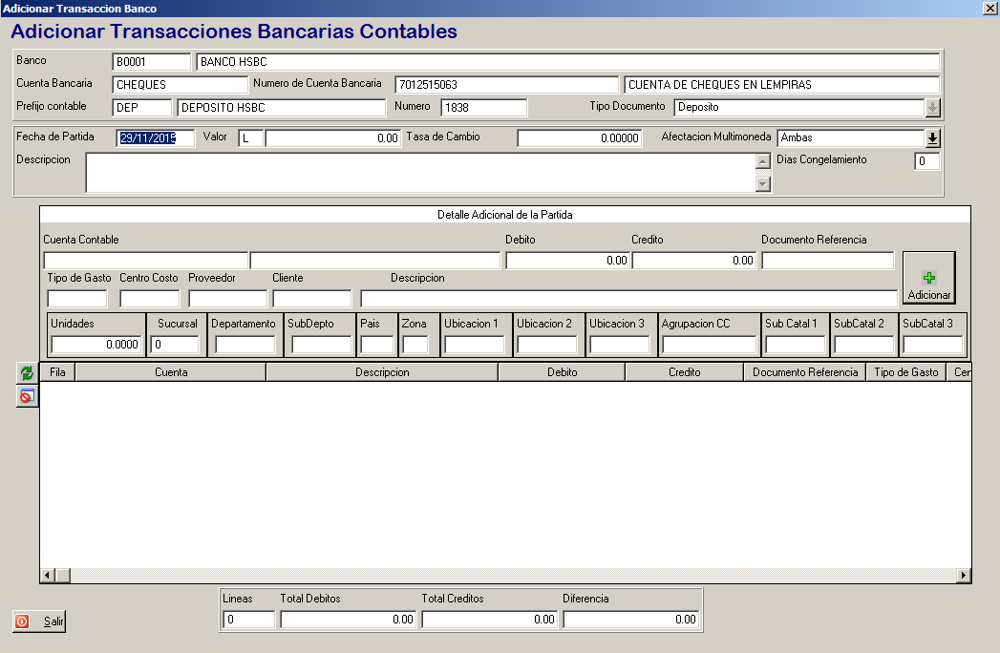 Adicionar Transaccion Banco
Adicionar Transacciones Bancarias Contables
Banco B0001 BANCO HSBC
Cuenta Bancaria CHEQUES Numero de Cuenta Bancaria 7012515063 CUENTA DE CHEQUES EN LEMPIRAS
Prefijo contable DEP DEPOSITO HSBC Numero 1838 Tipo Documento Deposito
Fecha de Partida 29/11/2015 Valor L 0.00 Tasa de Cambio 0.00000 Afectacion Multimoneda Ambas
Descripcion Dias Congelamiento 0
Detalle Adicional de la Partida
Cuenta Contable Debito Credito Documento Referencia
0.00 0.00
Tipo de Gasto Centro Costo Proveedor Cliente Descripcion
Adicionar
Unidades Sucursal Departamento SubDepto Pais Zona Ubicacion 1 Ubicacion 2 Ubicacion 3 Agrupacion CC Sub Catal 1 SubCatal 2 SubCatal 3
0.0000 0
Fila Cuenta Descripcion Debito Credito Documento Referencia Tipo de Gasto Cen
Lineas Total Debitos Total Creditos Diferencia
0 0.00 0.00 0.00
Salir